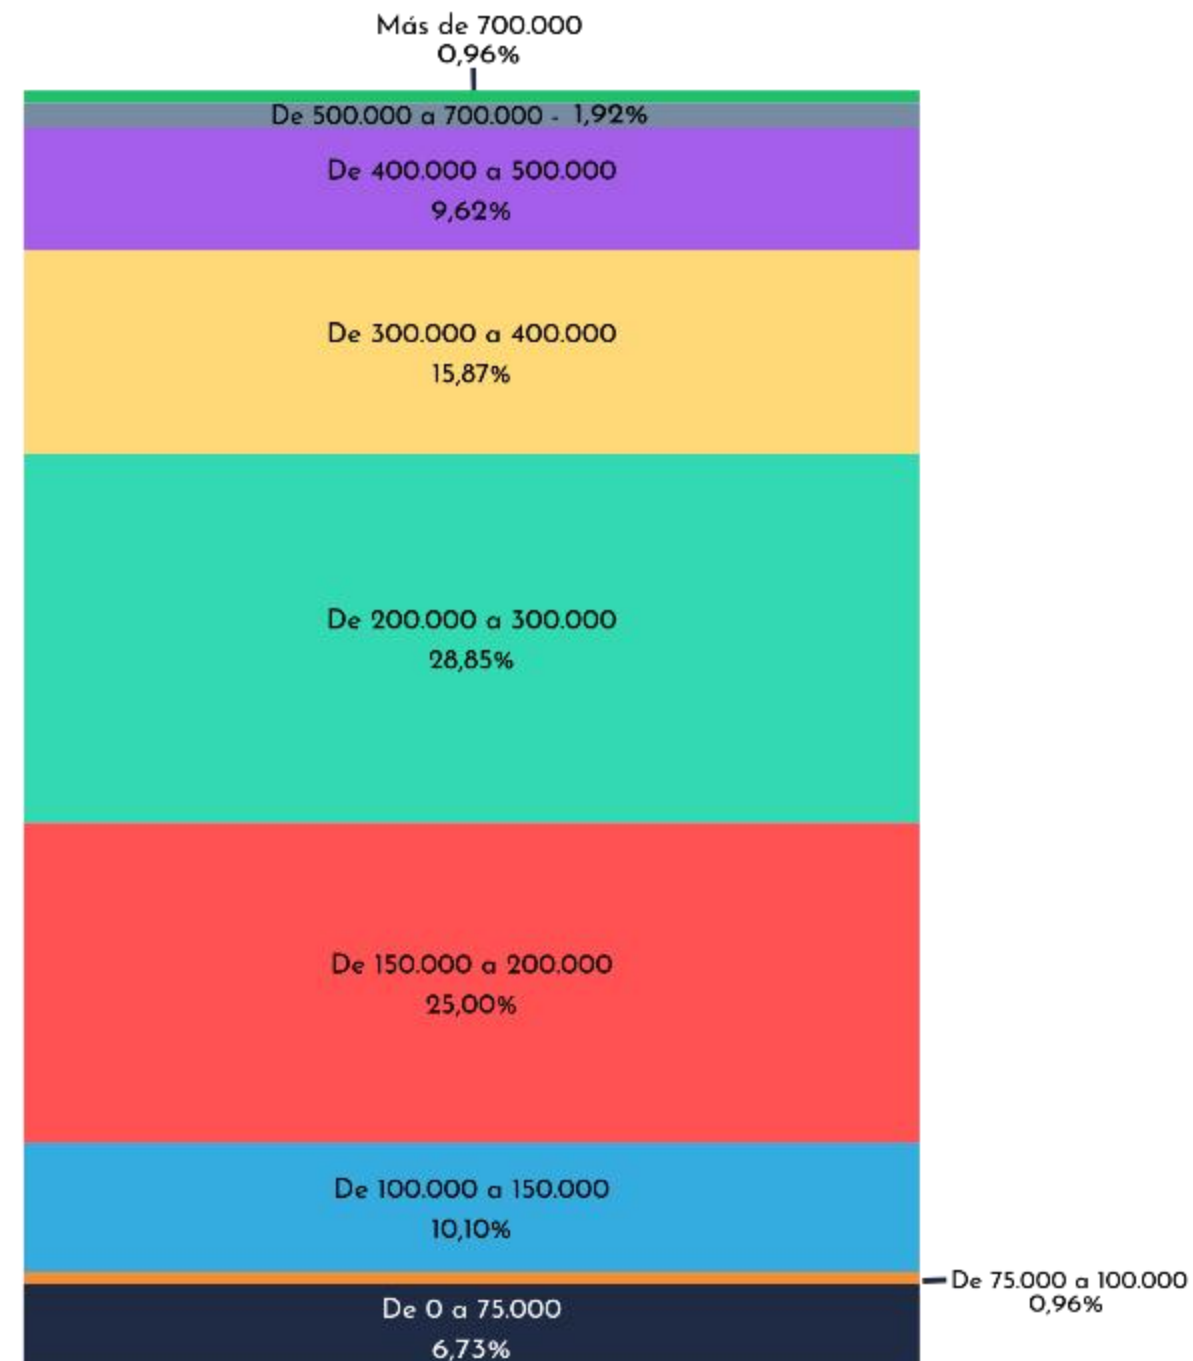 Más de 700.000
0,96%
De 500.000 a 700.000 - 1,92%
De 400.000 a 500.000
9,62%
De 300.000 a 400.000
15,87%
De 200.000 a 300.000
28,85%
De 150.000 a 200.000
25,00%
De 100.000 a 150.000
10,10%
De 75.000 a 100.000
0,96%
De 0 a 75.000
6,73%